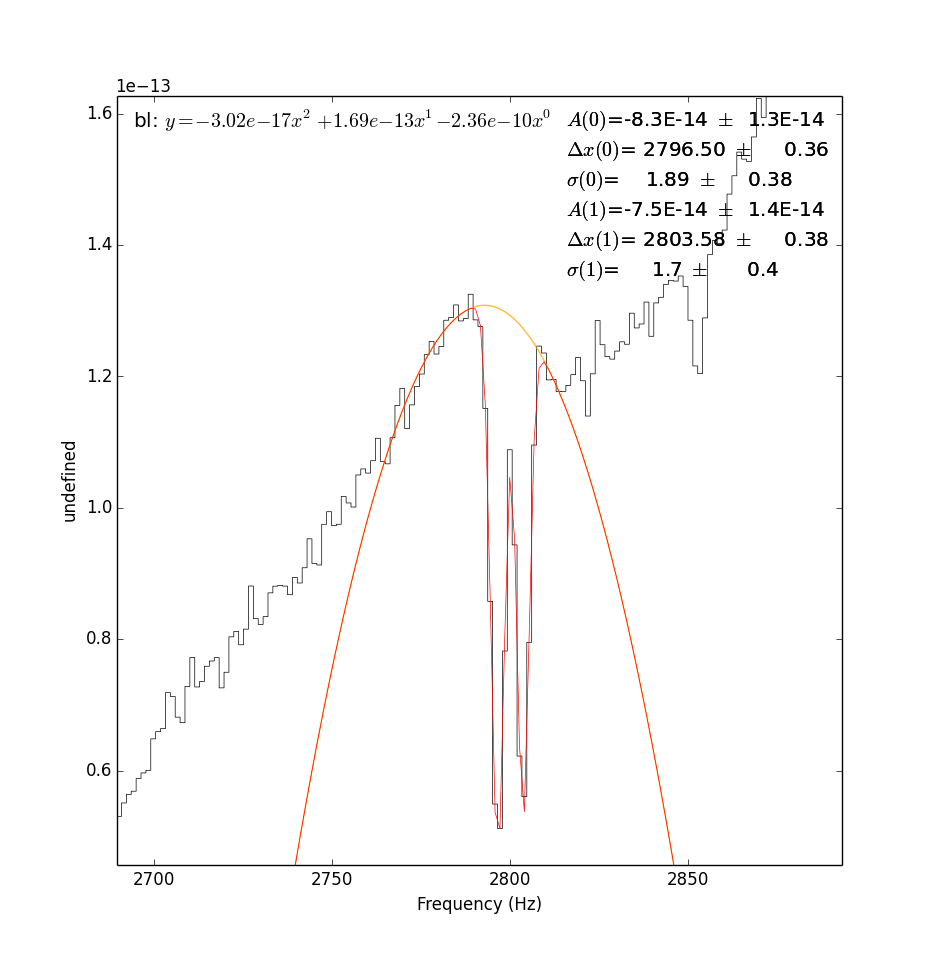 1e−13
bl: y=−3.02e−17x² +1.69e−13x¹ −2.36e−10x⁰
A(0)=-8.3E-14 ± 1.3E-14
Δx(0)= 2796.50 ± 0.36
σ(0)= 1.89 ± 0.38
A(1)=-7.5E-14 ± 1.4E-14
Δx(1)= 2803.58 ± 0.38
σ(1)= 1.7 ± 0.4
1.6
1.4
1.2
1.0
0.8
0.6
undefined
2700 2750 2800 2850
Frequency (Hz)